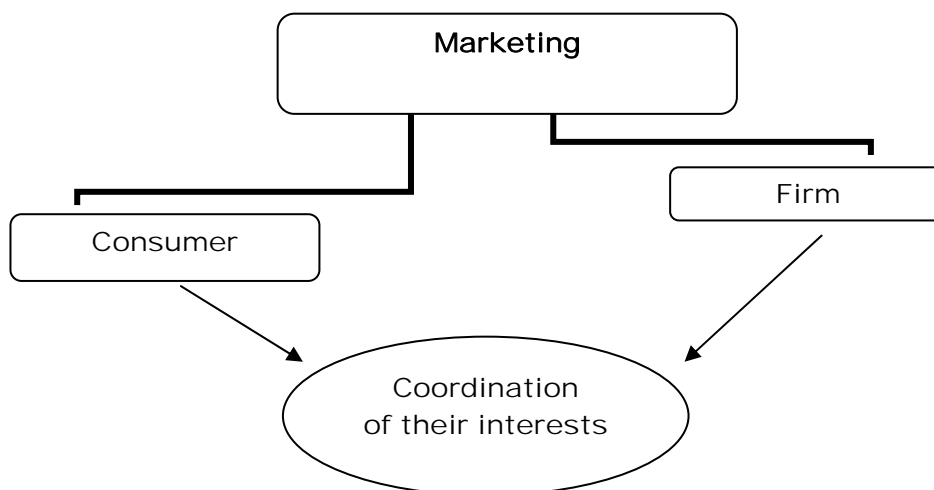 Marketing
Firm
Consumer
Coordination
of their interests